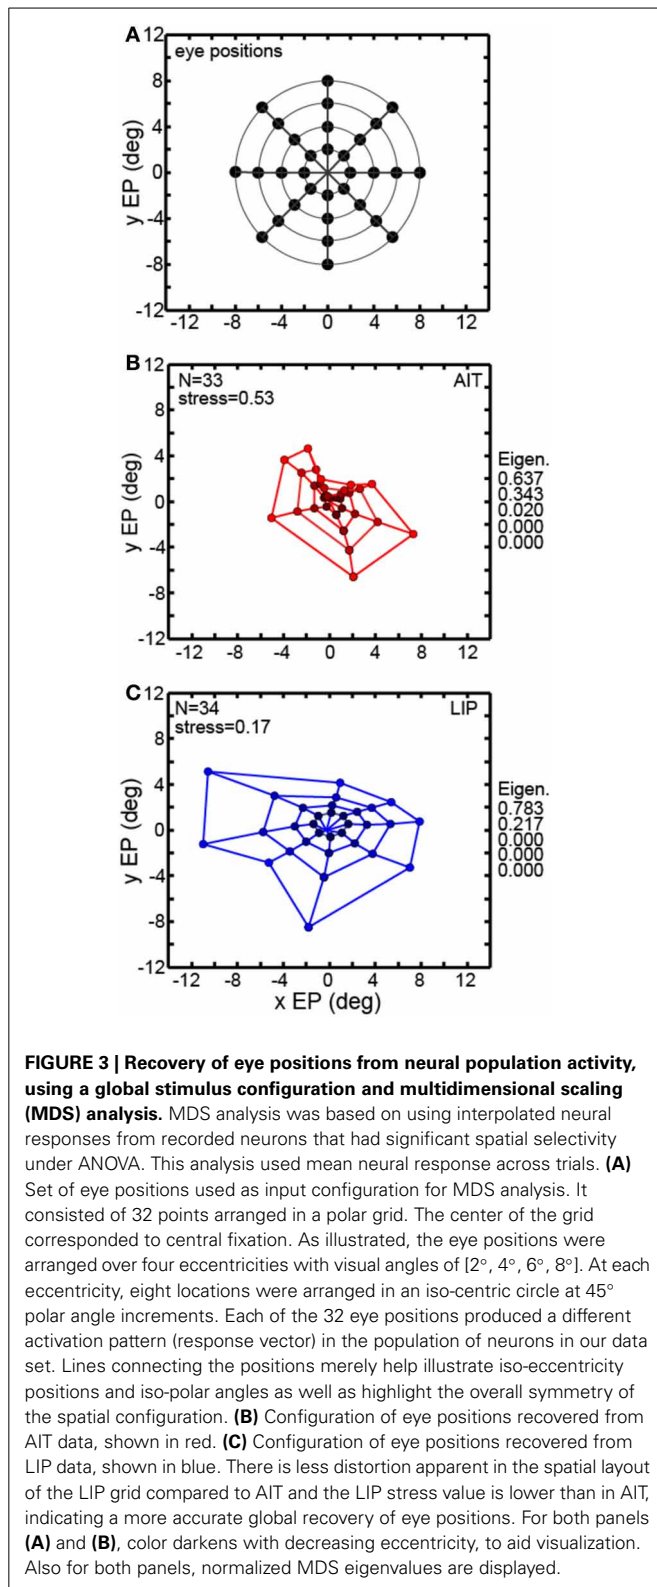 A
12
eye positions
8
4
0
-4
-8
-12
y EP (deg)
-12 -8 -4 0 4 8 12
B
12
N=33
AIT
stress=0.53
8
4
0
-4
-8
-12
y EP (deg)
Eigen.
0.637
0.343
0.020
0.000
0.000
-12 -8 -4 0 4 8 12
C
12
N=34
LIP
stress=0.17
8
4
0
-4
-8
-12
y EP (deg)
Eigen.
0.783
0.217
0.000
0.000
0.000
-12 -8 -4 0 4 8 12
x EP (deg)
FIGURE 3 | Recovery of eye positions from neural population activity,
using a global stimulus configuration and multidimensional scaling
(MDS) analysis. MDS analysis was based on using interpolated neural
responses from recorded neurons that had significant spatial selectivity
under ANOVA. This analysis used mean neural response across trials. (A)
Set of eye positions used as input configuration for MDS analysis. It
consisted of 32 points arranged in a polar grid. The center of the grid
corresponded to central fixation. As illustrated, the eye positions were
arranged over four eccentricities with visual angles of [2°, 4°, 6°, 8°]. At each
eccentricity, eight locations were arranged in an iso-centric circle at 45°
polar angle increments. Each of the 32 eye positions produced a different
activation pattern (response vector) in the population of neurons in our data
set. Lines connecting the positions merely help illustrate iso-eccentricity
positions and iso-polar angles as well as highlight the overall symmetry of
the spatial configuration. (B) Configuration of eye positions recovered from
AIT data, shown in red. (C) Configuration of eye positions recovered from
LIP data, shown in blue. There is less distortion apparent in the spatial layout
of the LIP grid compared to AIT and the LIP stress value is lower than in AIT,
indicating a more accurate global recovery of eye positions. For both panels
(A) and (B), color darkens with decreasing eccentricity, to aid visualization.
Also for both panels, normalized MDS eigenvalues are displayed.